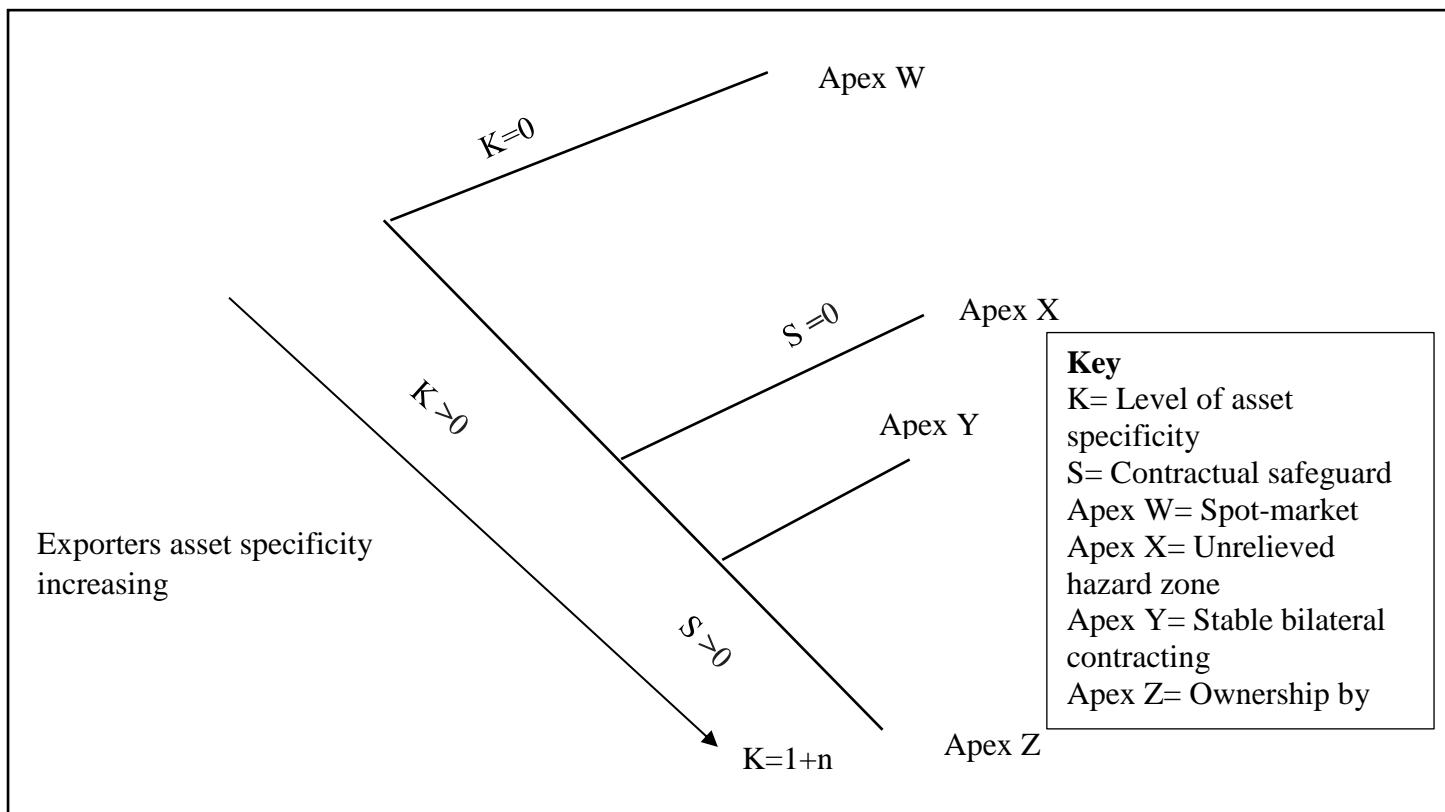 Apex W
K=0
Apex X
S =0
Key
K= Level of asset
specificity
S= Contractual safeguard
Apex W= Spot-market
Apex X= Unrelieved
hazard zone
Apex Y= Stable bilateral
contracting
Apex Z= Ownership by
K >0
Apex Y
Exporters asset specificity
increasing
S >0
Apex Z
K=1+n